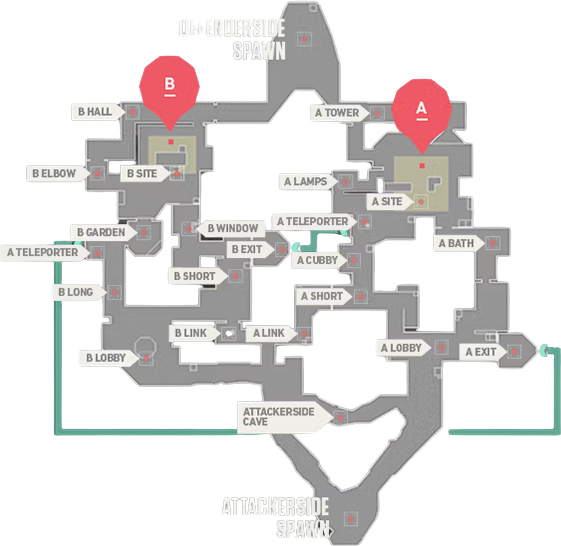 DEFENDERSIDE
SPAWN
B
A
B HALL
A TOWER
B ELBOW
B SITE
A LAMPS
A SITE
B GARDEN
B WINDOW
A TELEPORTER
A TELEPORTER
B EXIT
A BATH
A CUBBY
B SHORT
B LONG
A SHORT
B LINK
A LINK
A LOBBY
A EXIT
B LOBBY
ATTACKERSIDE
CAVE
ATTACKERSIDE
SPAWN